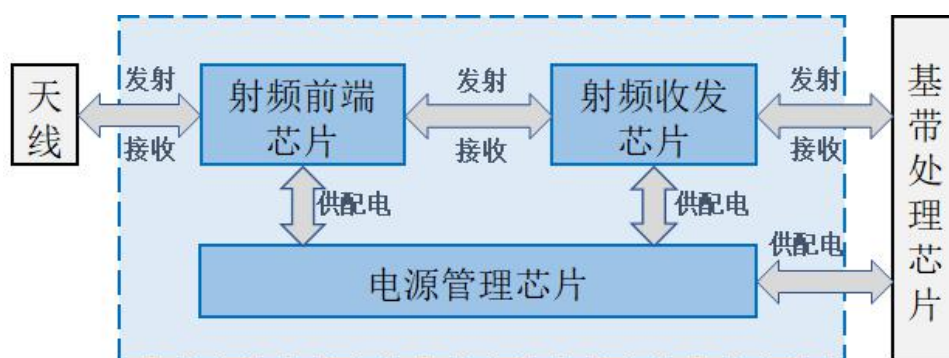 天线
发射
接收
射频前端
芯片
发射
接收
射频收发
芯片
发射
接收
基带处理芯片
供配电
供配电
供配电
电源管理芯片